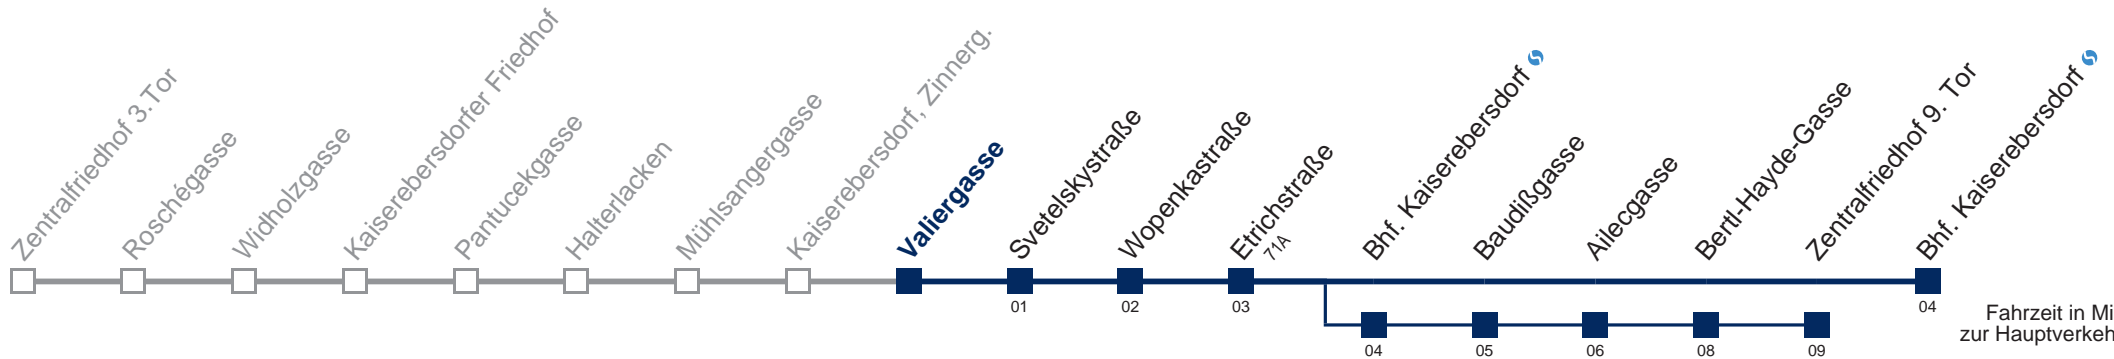 Zentralfriedhof 3.Tor
Roschégasse
Widholzgasse
Kaiserebersdorfer Friedhof
Pantucekgasse
Halterlacken
Mühlsangergasse
Kaiserebersdorf, Zinnerg.
Valiergasse
Svetelskystraße
Wopenkastraße
Etrichstraße
71A
Bhf. Kaiserebersdorf
Baudißgasse
Ailecgasse
Bertl-Hayde-Gasse
Zentralfriedhof 9. Tor
Bhf. Kaiserebersdorf
01
02
03
04
04
05
06
08
09
Fahrzeit in Mi
zur Hauptverkeh